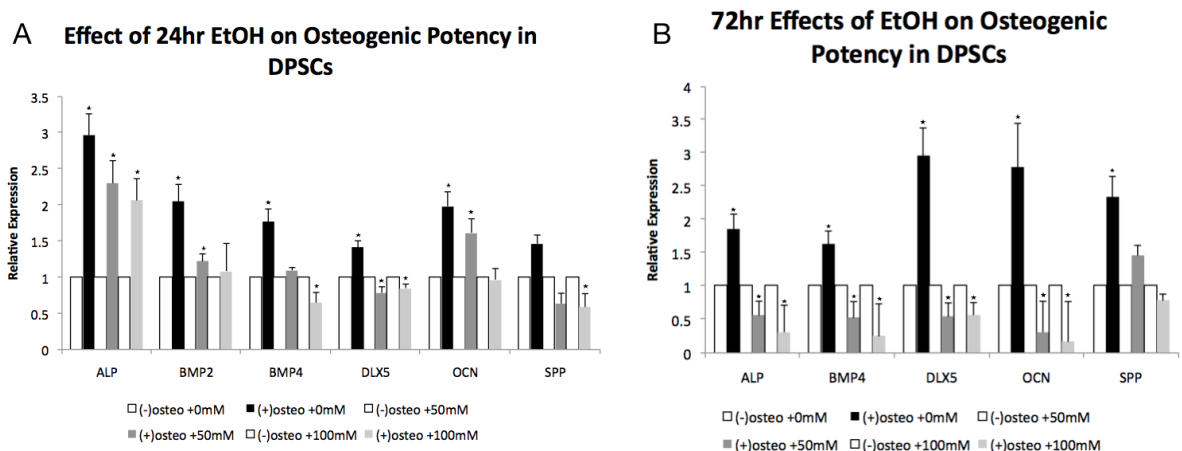 A
Effect of 24hr EtOH on Osteogenic Potency in
DPSCs
Relative Expression
3.5
3
2.5
2
1.5
1
0.5
0
ALP BMP2 BMP4 DLX5 OCN SPP
(-)osteo +0mM (+)osteo +0mM (-)osteo +50mM
(+)osteo +50mM (-)osteo +100mM (+)osteo +100mM
B
72hr Effects of EtOH on Osteogenic
Potency in DPSCs
Relative Expression
4
3.5
3
2.5
2
1.5
1
0.5
0
ALP BMP4 DLX5 OCN SPP
(-)osteo +0mM (+)osteo +0mM (-)osteo +50mM
(+)osteo +50mM (-)osteo +100mM (+)osteo +100mM